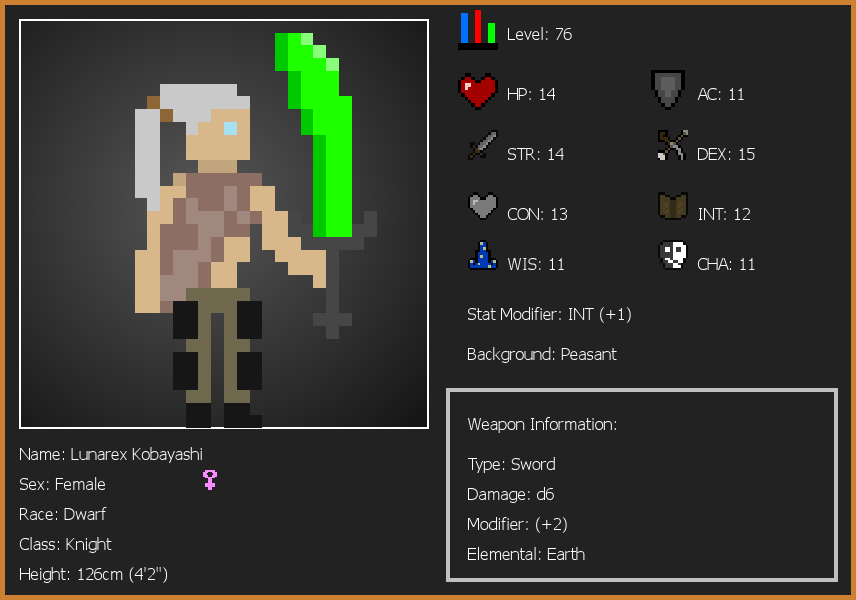 Level: 76
HP: 14
AC: 11
STR: 14
DEX: 15
CON: 13
INT: 12
WIS: 11
CHA: 11
Stat Modifier: INT (+1)
Background: Peasant
Weapon Information:
Type: Sword
Damage: d6
Modifier: (+2)
Elemental: Earth
Name: Lunarex Kobayashi
Sex: Female
Race: Dwarf
Class: Knight
Height: 126cm (4'2")